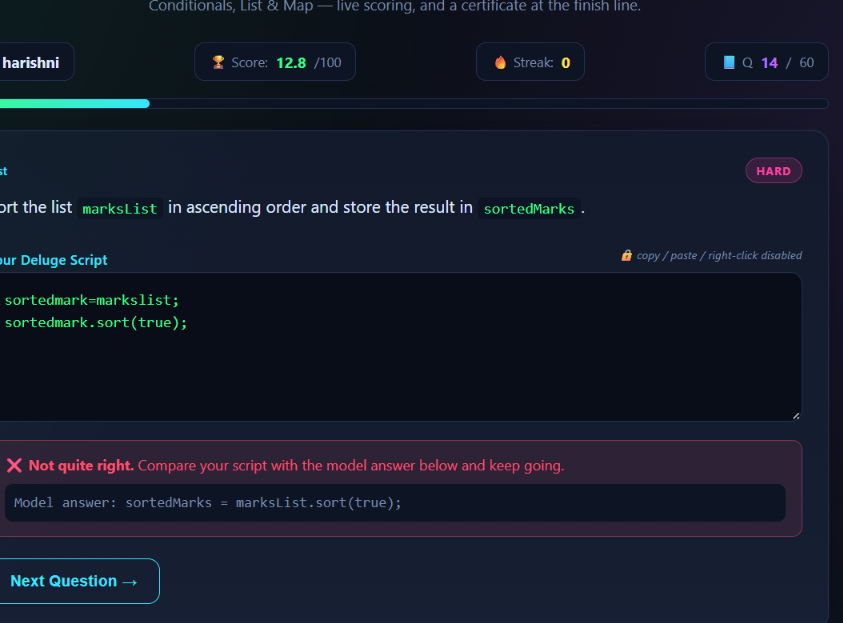 Conditionals, List & Map — live scoring, and a certificate at the finish line.
harishni
🏆 Score: 12.8 /100
🔥 Streak: 0
📘 Q 14 / 60
st
HARD
ort the list marksList in ascending order and store the result in sortedMarks.
our Deluge Script
🔒 copy / paste / right-click disabled
sortedmark=markslist;
sortedmark.sort(true);
❌ Not quite right. Compare your script with the model answer below and keep going.
Model answer: sortedMarks = marksList.sort(true);
Next Question →